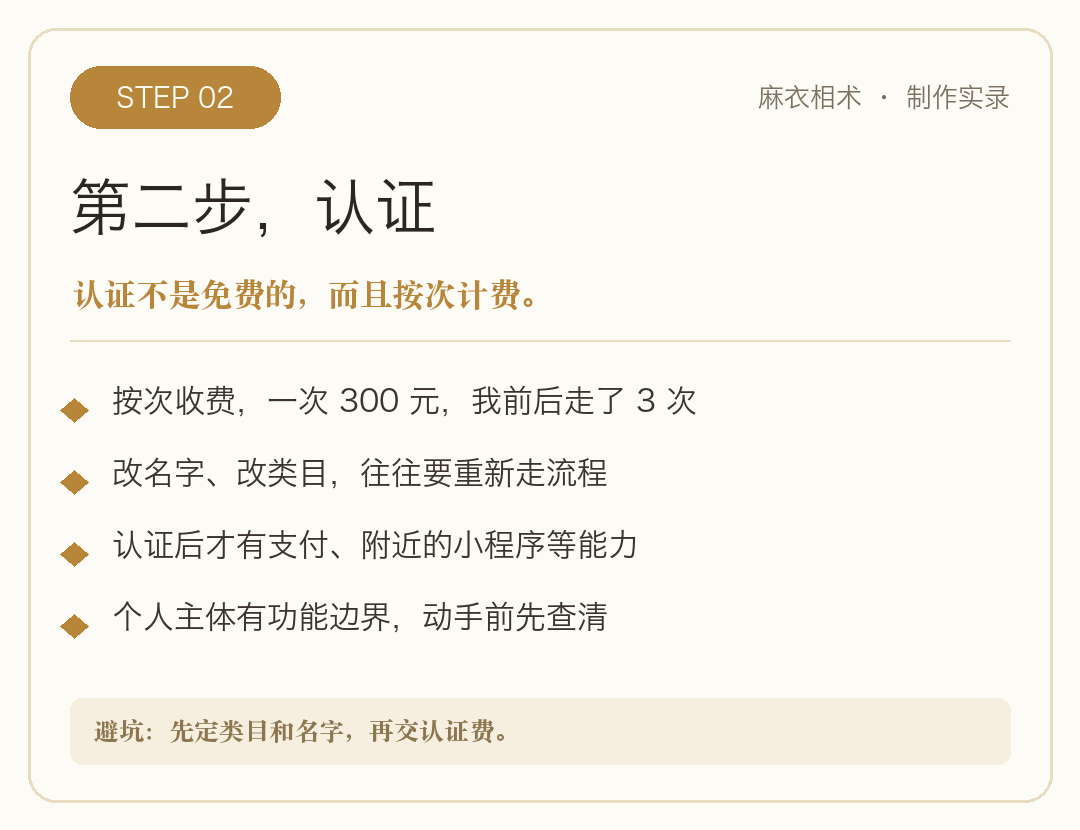 STEP 02
麻衣相术 · 制作实录
第二步，认证
认证不是免费的，而且按次计费。
按次收费，一次 300 元，我前后走了 3 次
改名字、改类目，往往要重新走流程
认证后才有支付、附近的小程序等能力
个人主体有功能边界，动手前先查清
避坑：先定类目和名字，再交认证费。